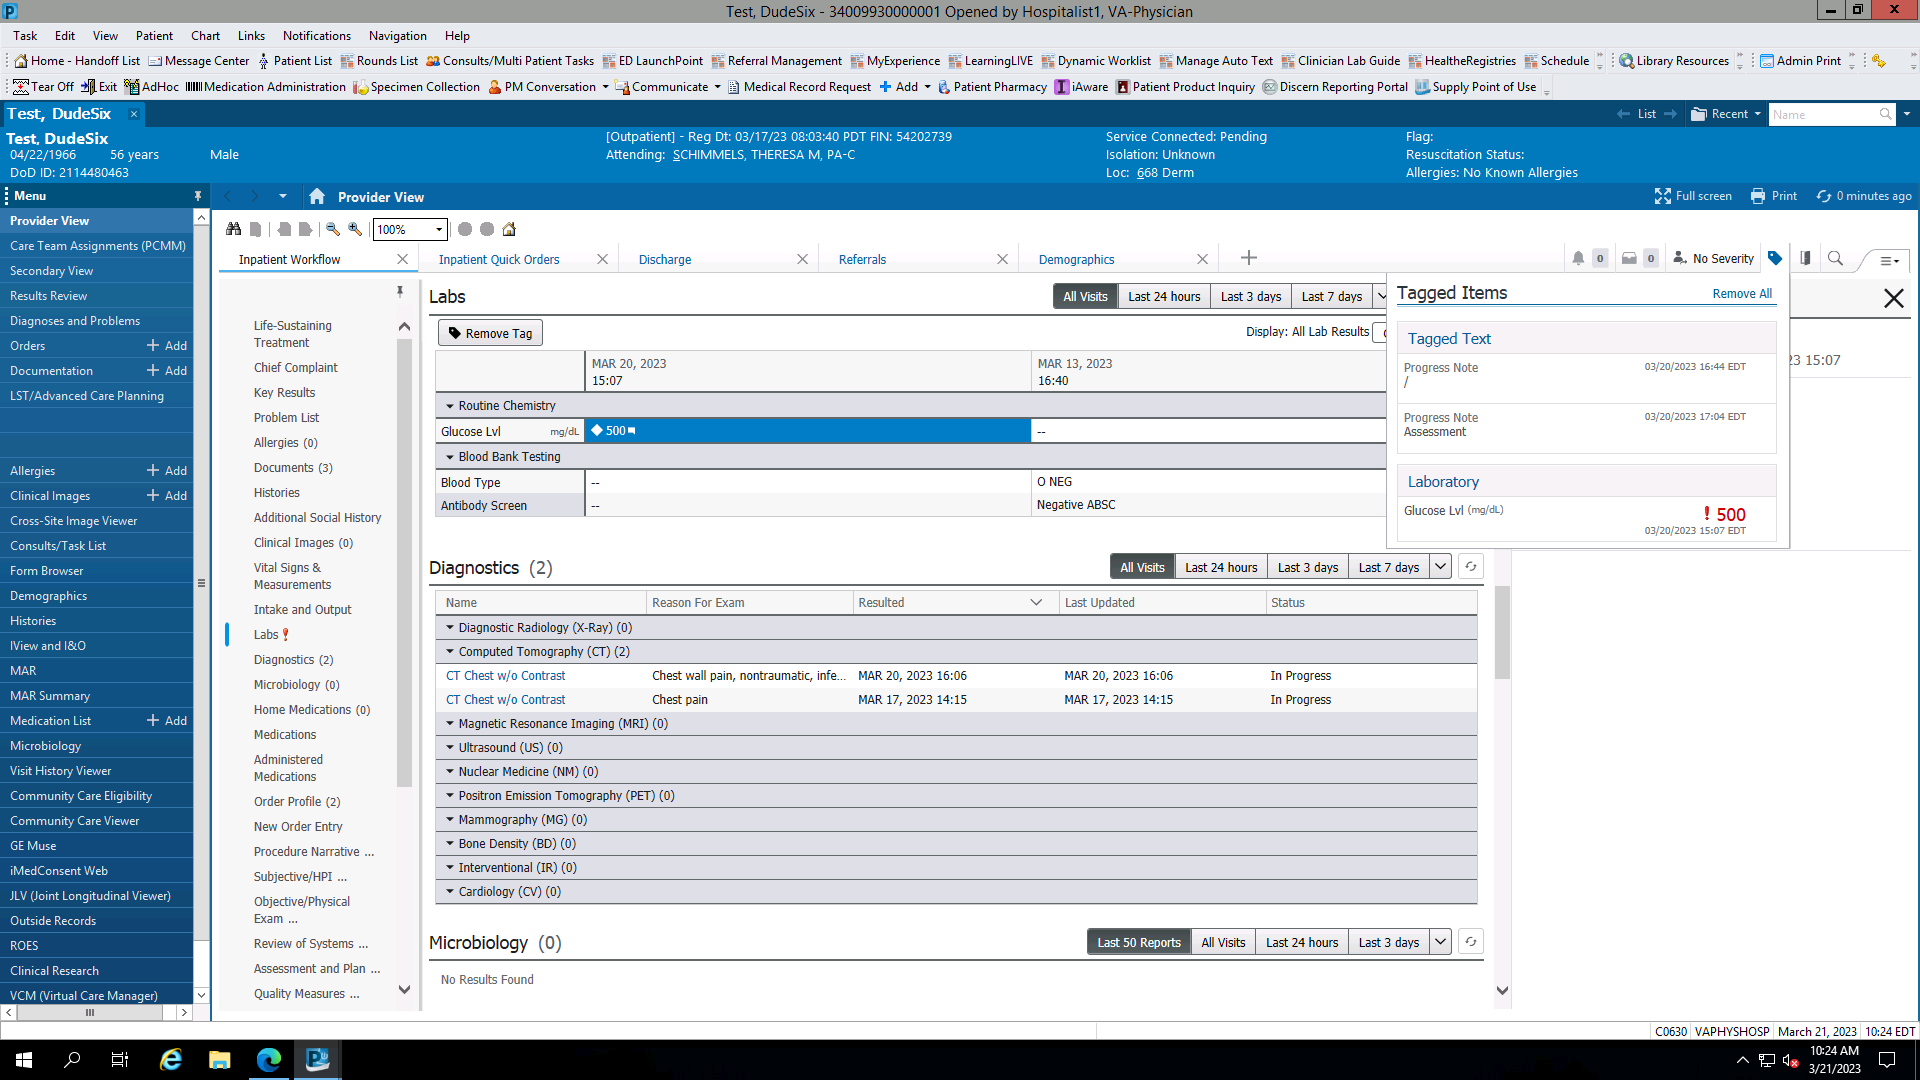 Test, DudeSix - 34009930000001 Opened by Hospitalist1, VA-Physician
Task Edit View Patient Chart Links Notifications Navigation Help
Home - Handoff List Message Center Patient List Rounds List Consults/Multi Patient Tasks ED LaunchPoint Referral Management MyExperience LearningLIVE Dynamic Worklist Manage Auto Text Clinician Lab Guide HealtheRegistries Schedule Library Resources Admin Print
Tear Off Exit AdHoc Medication Administration Specimen Collection PM Conversation Communicate Medical Record Request Add Patient Pharmacy iAware Patient Product Inquiry Discern Reporting Portal Supply Point of Use
Test, DudeSix List Recent Name
Test, DudeSix [Outpatient] - Reg Dt: 03/17/23 08:03:40 PDT FIN: 54202739 Service Connected: Pending Flag:
04/22/1966 56 years Male Attending: SCHIMMELS, THERESA M, PA-C Isolation: Unknown Resuscitation Status:
DoD ID: 2114480463 Loc: 668 Derm Allergies: No Known Allergies
Menu Provider View Full screen Print 0 minutes ago
Provider View
Care Team Assignments (PCMM)
Secondary View
Results Review
Diagnoses and Problems
Orders + Add
Documentation + Add
LST/Advanced Care Planning
Allergies + Add
Clinical Images + Add
Cross-Site Image Viewer
Consults/Task List
Form Browser
Demographics
Histories
IView and I&O
MAR
MAR Summary
Medication List + Add
Microbiology
Visit History Viewer
Community Care Eligibility
Community Care Viewer
GE Muse
iMedConsent Web
JLV (Joint Longitudinal Viewer)
Outside Records
ROES
Clinical Research
VCM (Virtual Care Manager)
100%
Inpatient Workflow Inpatient Quick Orders Discharge Referrals Demographics 0 0 No Severity
Life-Sustaining
Treatment
Chief Complaint
Key Results
Problem List
Allergies (0)
Documents (3)
Histories
Additional Social History
Clinical Images (0)
Vital Signs &
Measurements
Intake and Output
Labs
Diagnostics (2)
Microbiology (0)
Home Medications (0)
Medications
Administered
Medications
Order Profile (2)
New Order Entry
Procedure Narrative ...
Subjective/HPI ...
Objective/Physical
Exam ...
Review of Systems ...
Assessment and Plan ...
Quality Measures ...
Labs All Visits Last 24 hours Last 3 days Last 7 days
Remove Tag Display: All Lab Results
MAR 20, 2023 MAR 13, 2023
15:07 16:40
Routine Chemistry
Glucose Lvl mg/dL 500 --
Blood Bank Testing
Blood Type -- O NEG
Antibody Screen -- Negative ABSC
Tagged Items Remove All
Tagged Text
Progress Note 03/20/2023 16:44 EDT
/
Progress Note 03/20/2023 17:04 EDT
Assessment
Laboratory
Glucose Lvl (mg/dL) ! 500
03/20/2023 15:07 EDT
3 15:07
Diagnostics (2) All Visits Last 24 hours Last 3 days Last 7 days
Name Reason For Exam Resulted Last Updated Status
Diagnostic Radiology (X-Ray) (0)
Computed Tomography (CT) (2)
CT Chest w/o Contrast Chest wall pain, nontraumatic, infe... MAR 20, 2023 16:06 MAR 20, 2023 16:06 In Progress
CT Chest w/o Contrast Chest pain MAR 17, 2023 14:15 MAR 17, 2023 14:15 In Progress
Magnetic Resonance Imaging (MRI) (0)
Ultrasound (US) (0)
Nuclear Medicine (NM) (0)
Positron Emission Tomography (PET) (0)
Mammography (MG) (0)
Bone Density (BD) (0)
Interventional (IR) (0)
Cardiology (CV) (0)
Microbiology (0) Last 50 Reports All Visits Last 24 hours Last 3 days
No Results Found
C0630 VAPHYSHOSP March 21, 2023 10:24 EDT
10:24 AM
3/21/2023